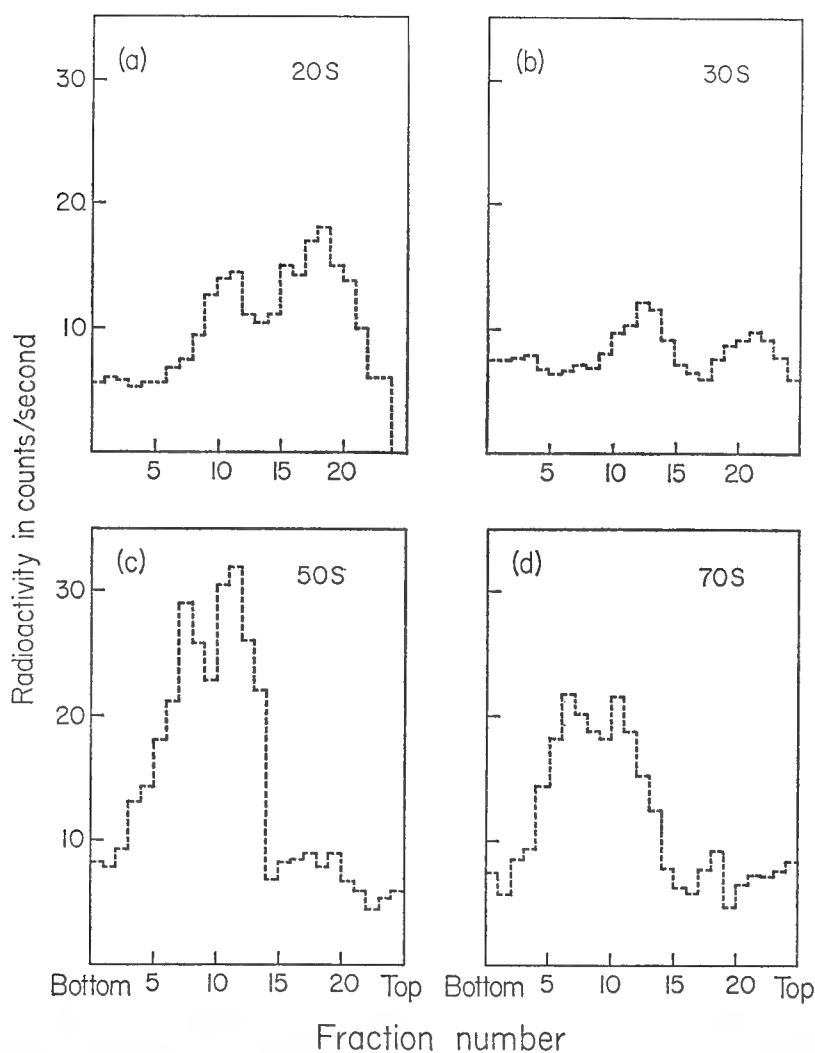 (a)
20S
(b)
30S
30
20
10
5 10 15 20
5 10 15 20
Radioactivity in counts/second
(c)
50S
(d)
70S
30
20
10
Bottom 5 10 15 20 Top
Bottom 5 10 15 20 Top
Fraction number